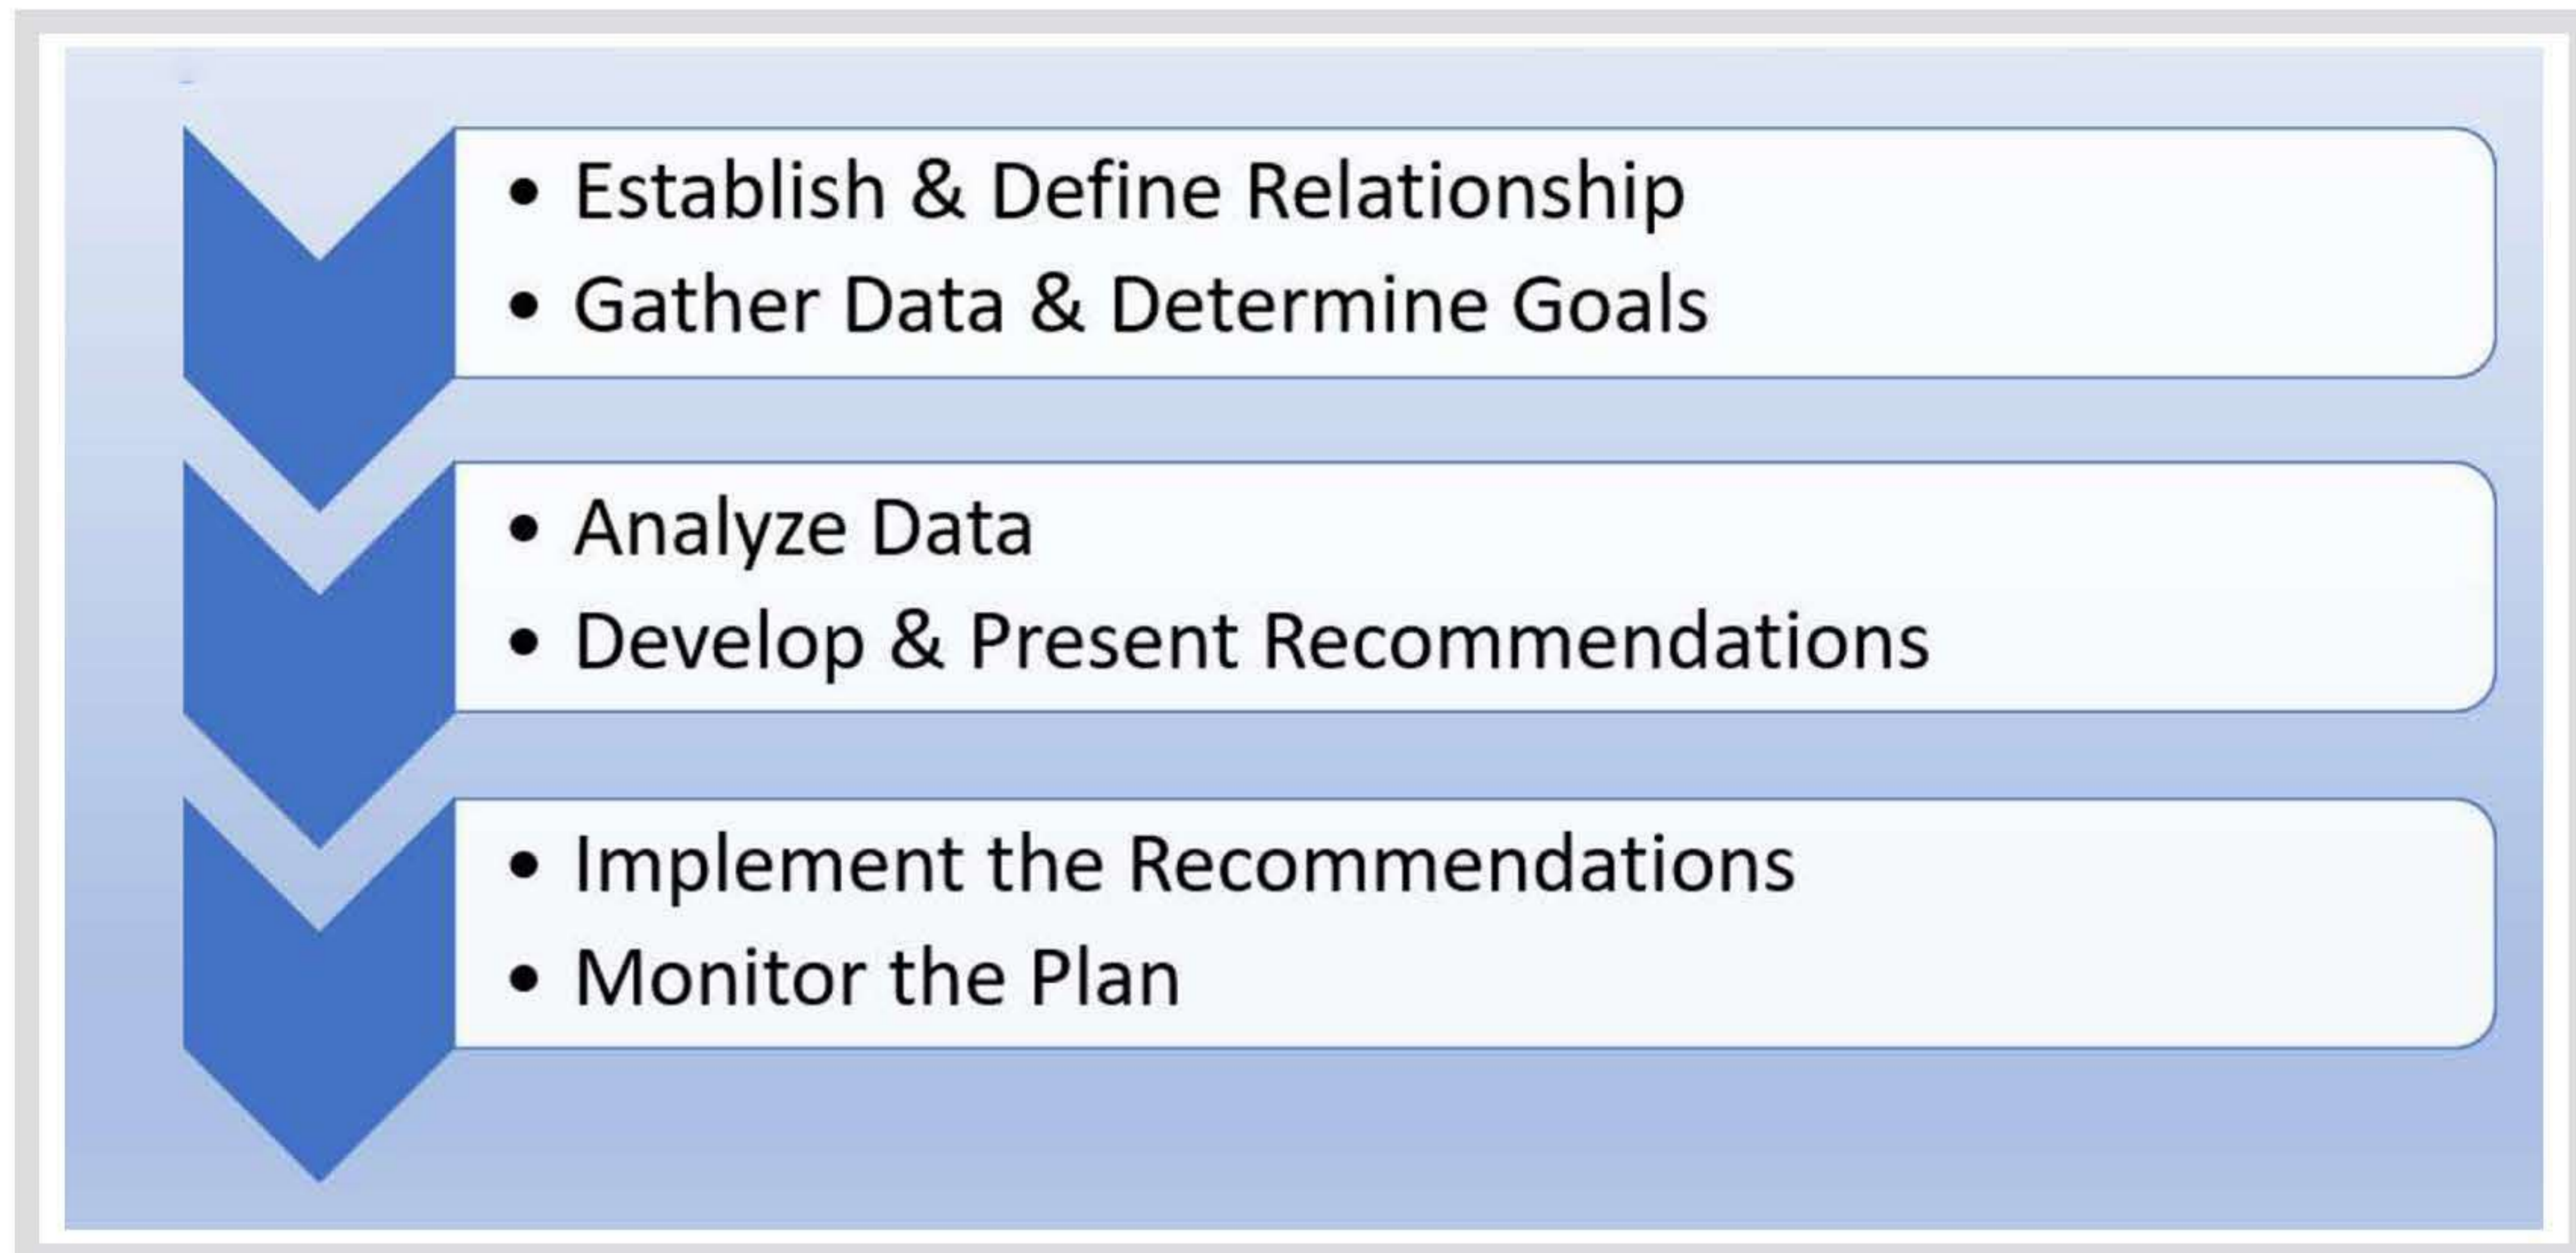 • Establish & Define Relationship
• Gather Data & Determine Goals
• Analyze Data
• Develop & Present Recommendations
• Implement the Recommendations
• Monitor the Plan